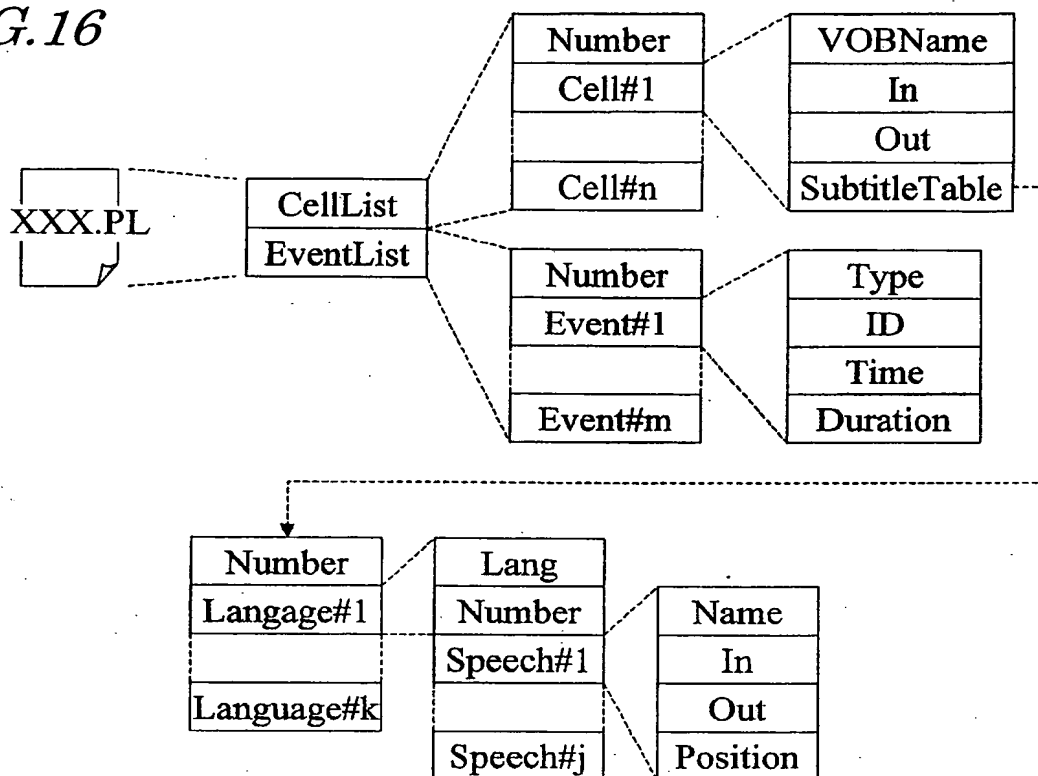 G.16
XXX.PL
CellList
EventList
Number
Cell#1
Cell#n
VOBName
In
Out
SubtitleTable
Number
Event#1
Event#m
Type
ID
Time
Duration
Number
Langage#1
Language#k
Lang
Number
Speech#1
Speech#j
Name
In
Out
Position